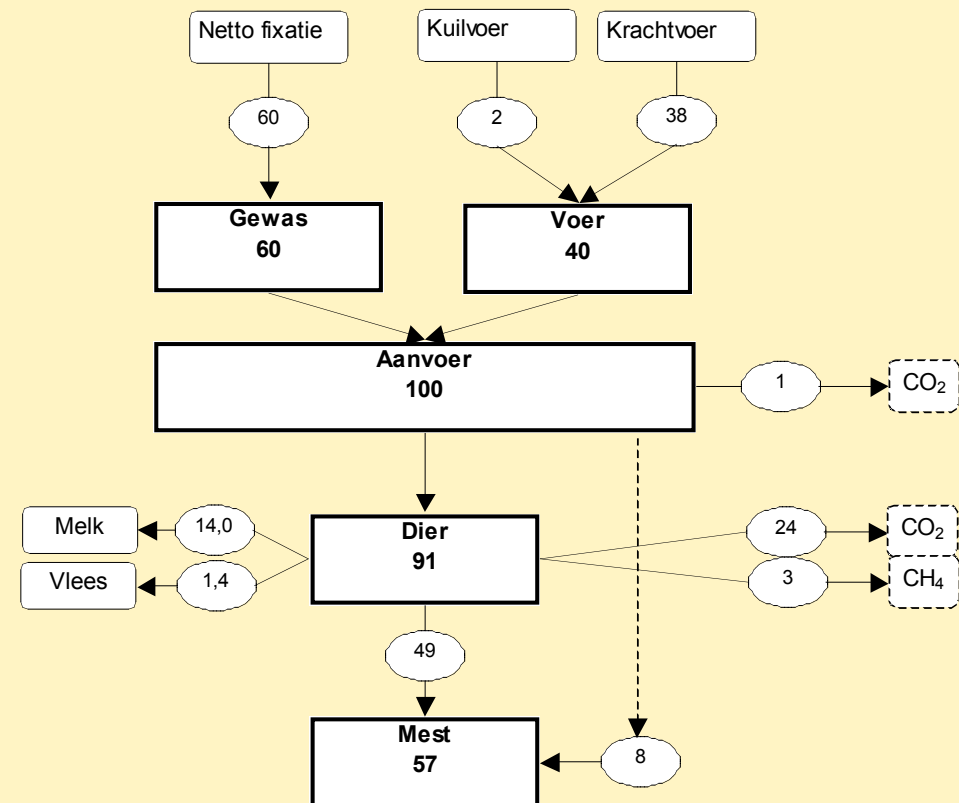 Netto fixatie
Kuilvoer
Krachtvoer
60
2
38
Gewas
60
Voer
40
Aanvoer
100
1
CO₂
Melk
14,0
Vlees
1,4
Dier
91
24
CO₂
3
CH₄
49
Mest
57
8